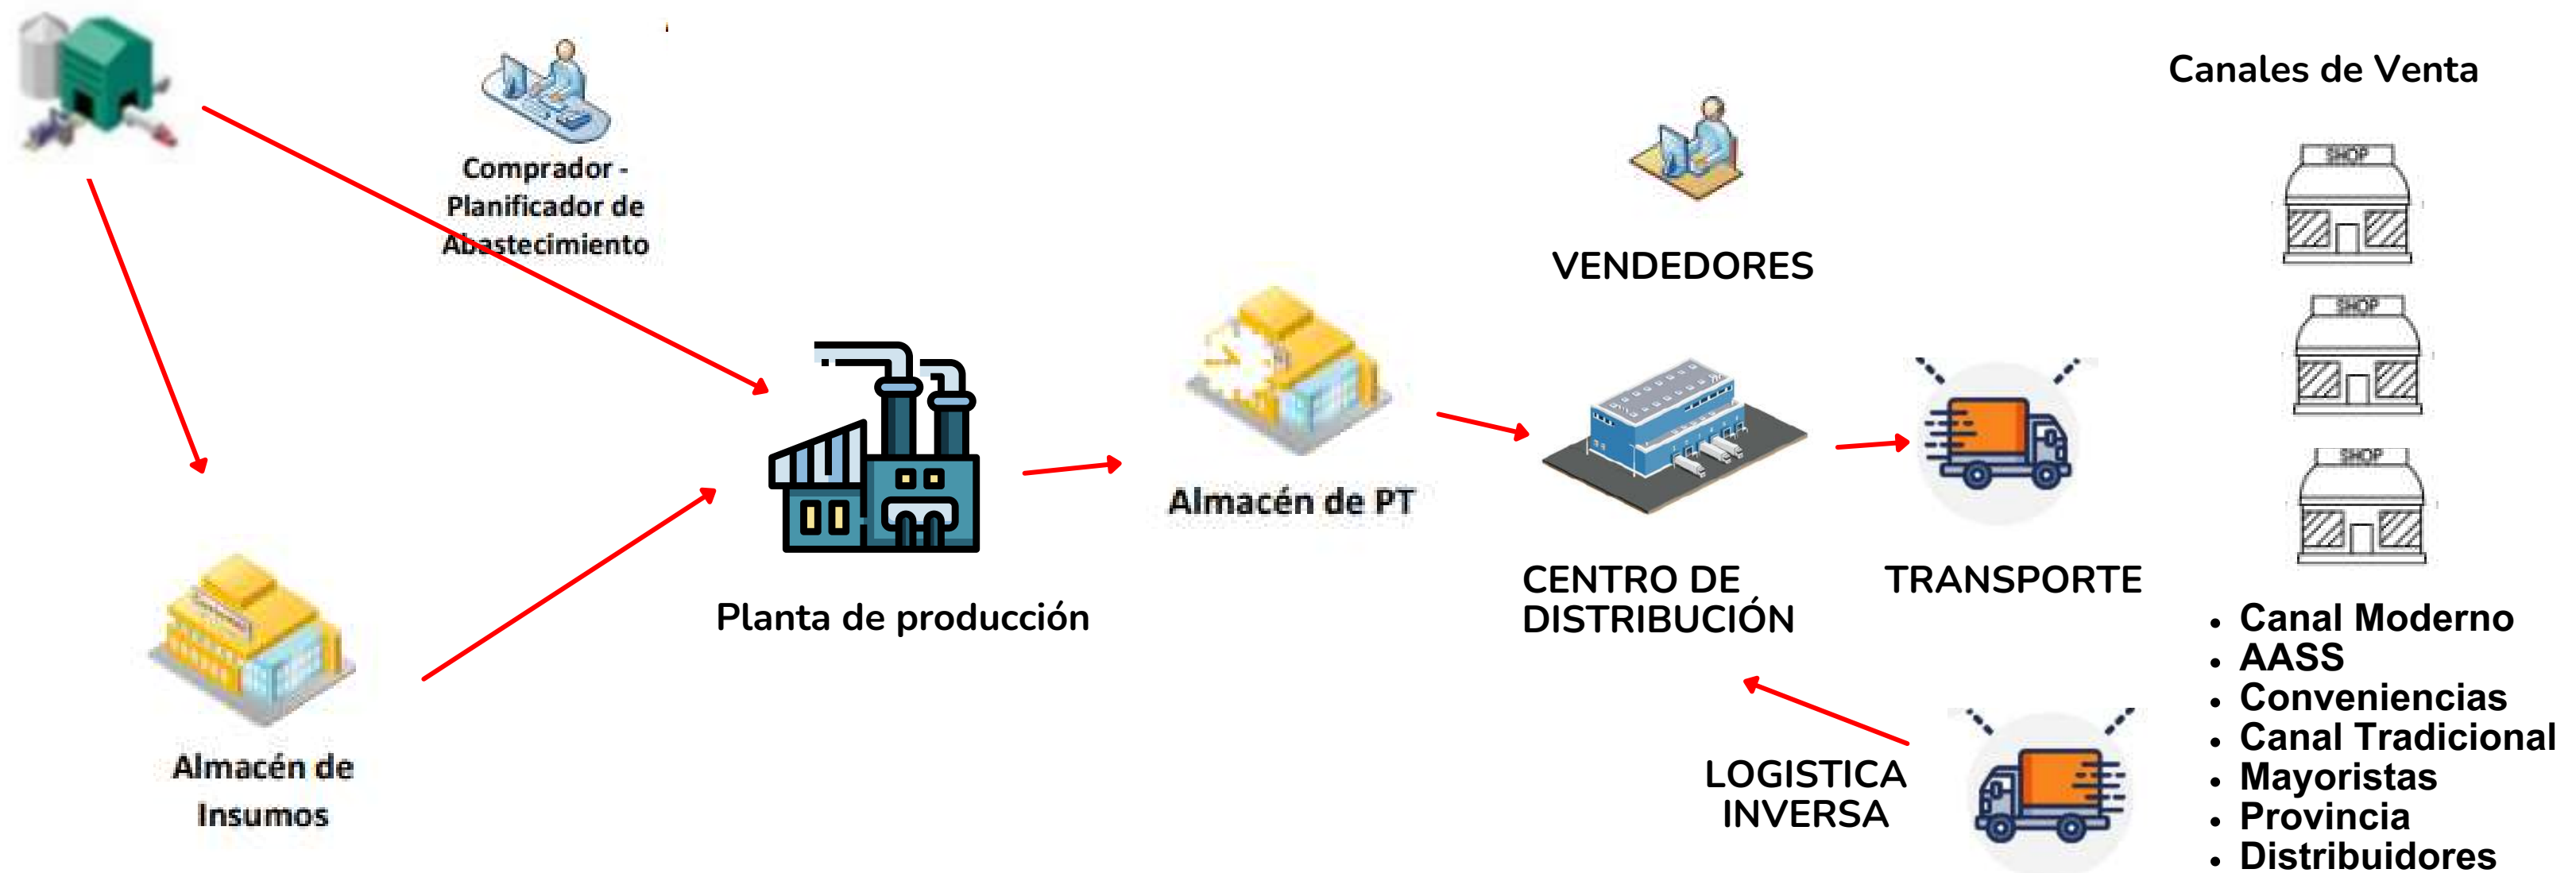 Comprador -
Planificador de
Abastecimiento
Canales de Venta
SHOP
VENDEDORES
SHOP
SHOP
Almacén de PT
Planta de producción
CENTRO DE
DISTRIBUCIÓN
TRANSPORTE
Almacén de
Insumos
LOGISTICA
INVERSA
• Canal Moderno
• AASS
• Conveniencias
• Canal Tradicional
• Mayoristas
• Provincia
• Distribuidores